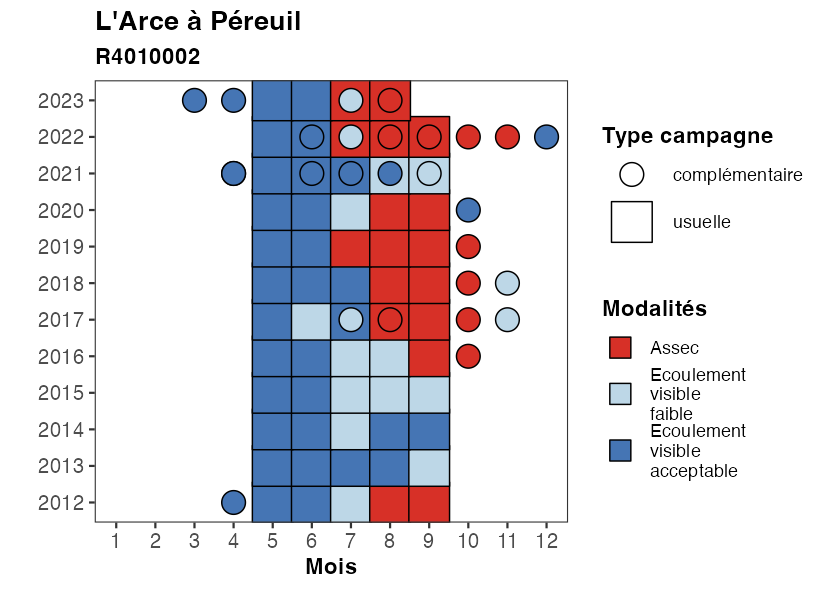 L'Arce à Péreuil
R4010002
2023
2022
2021
2020
2019
2018
2017
2016
2015
2014
2013
2012
1 2 3 4 5 6 7 8 9 10 11 12
Mois
Type campagne
complémentaire
usuelle
Modalités
Assec
Ecoulement
visible
faible
Ecoulement
visible
acceptable